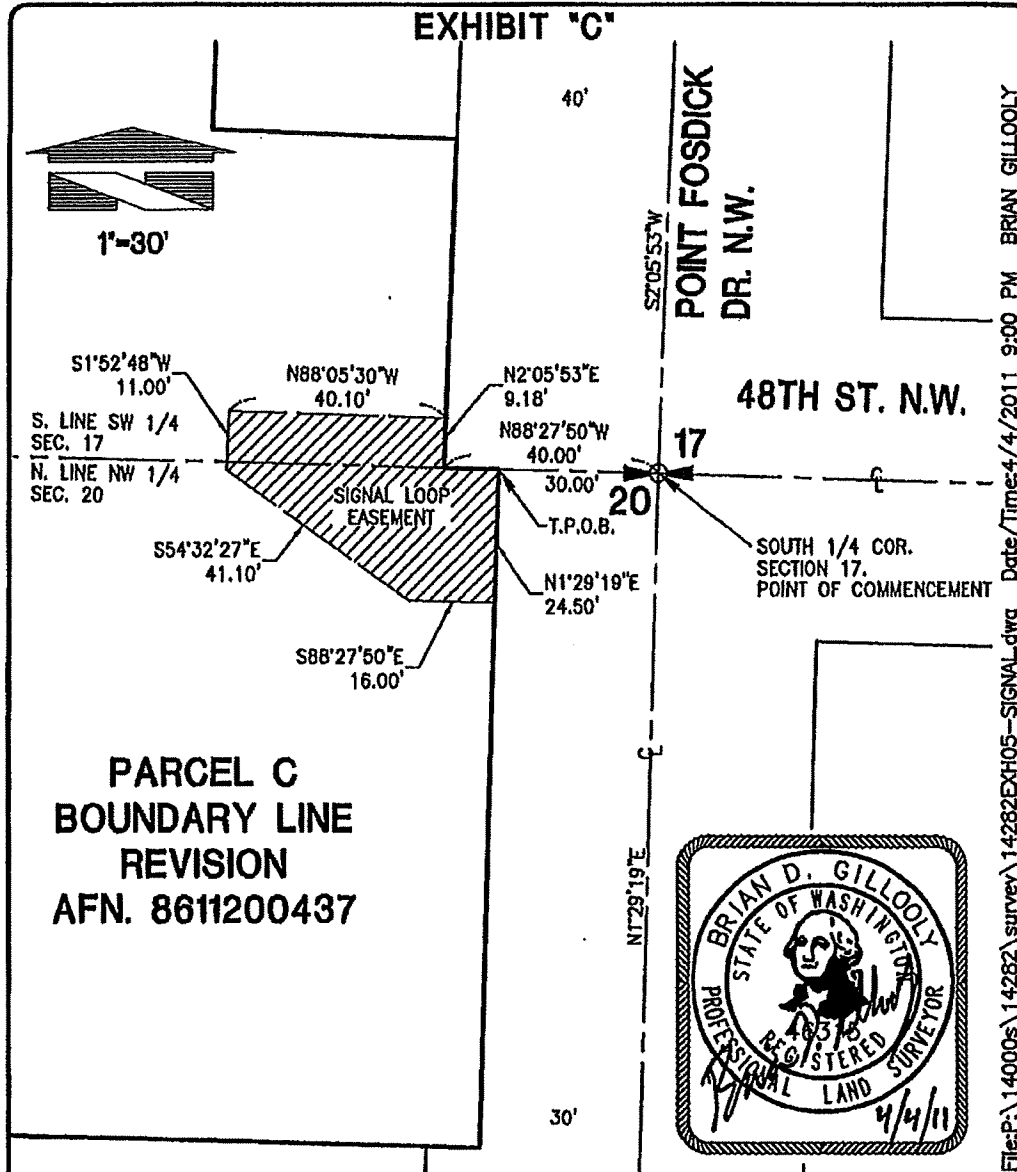 EXHIBIT "C"
40'
POINT FOSDICK
DR. N.W.
S2°05'53"W
1"=30'
S1°52'48"W
11.00'
N88°05'30"W
40.10'
N2°05'53"E
9.18'
48TH ST. N.W.
S. LINE SW 1/4
SEC. 17
N. LINE NW 1/4
SEC. 20
N88°27'50"W
40.00'
30.00'
17
20
CL
SIGNAL LOOP
EASEMENT
T.P.O.B.
S54°32'27"E
41.10'
SOUTH 1/4 COR.
SECTION 17.
POINT OF COMMENCEMENT
N1°29'19"E
24.50'
S88°27'50"E
16.00'
CL
PARCEL C
BOUNDARY LINE
REVISION
AFN. 8611200437
N1°29'19"E
BRIAN D. GILLOOLY
STATE OF WASHINGTON
REGISTERED
PROFESSIONAL LAND SURVEYOR
4/4/11
30'
File:P:\14000s\14282\survey\14282EXH05-SIGNAL.dwg Date/Time:4/4/2011 9:00 PM BRIAN GILLOOLY